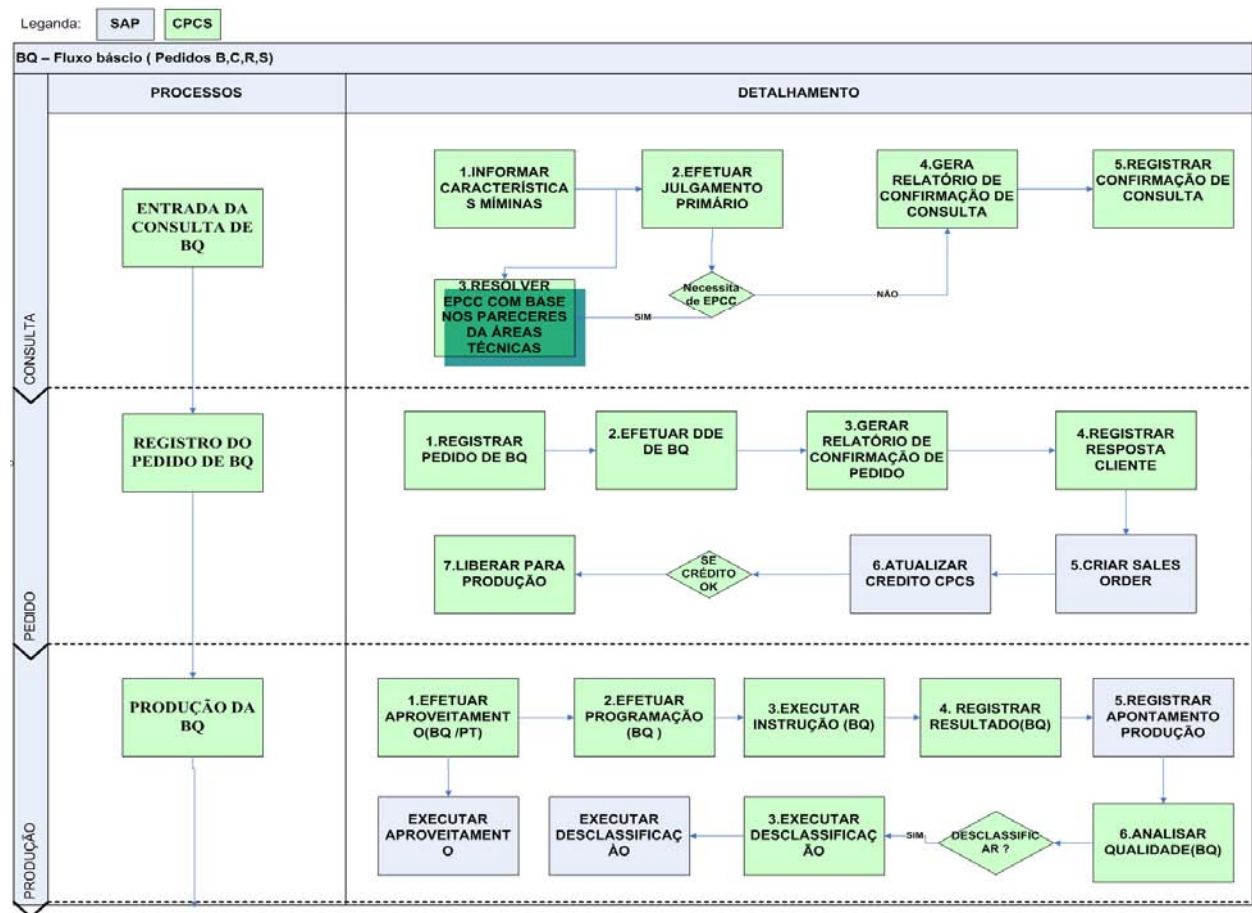 Leganda:
SAP
CPCS
BQ – Fluxo báscio ( Pedidos B,C,R,S)
PROCESSOS
DETALHAMENTO
CONSULTA
ENTRADA DA
CONSULTA DE
BQ
1.INFORMAR
CARACTERÍSTICA
S MÍMINAS
2.EFETUAR
JULGAMENTO
PRIMÁRIO
4.GERA
RELATÓRIO DE
CONFIRMAÇÃO DE
CONSULTA
5.REGISTRAR
CONFIRMAÇÃO DE
CONSULTA
3.RESOLVER
EPCC COM BASE
NOS PARECERES
DA ÁREAS
TÉCNICAS
SIM
Necessita
de EPCC
NÃO
PEDIDO
REGISTRO DO
PEDIDO DE BQ
1.REGISTRAR
PEDIDO DE BQ
2.EFETUAR DDE
DE BQ
3.GERAR
RELATÓRIO DE
CONFIRMAÇÃO DE
PEDIDO
4.REGISTRAR
RESPOSTA
CLIENTE
7.LIBERAR PARA
PRODUÇÃO
SE
CRÉDITO
OK
6.ATUALIZAR
CREDITO CPCS
5.CRIAR SALES
ORDER
PRODUÇÃO
PRODUÇÃO DA
BQ
1.EFETUAR
APROVEITAMENT
O(BQ /PT)
2.EFETUAR
PROGRAMAÇÃO
(BQ )
3.EXECUTAR
INSTRUÇÃO (BQ)
4. REGISTRAR
RESULTADO(BQ)
5.REGISTRAR
APONTAMENTO
PRODUÇÃO
EXECUTAR
APROVEITAMENT
O
EXECUTAR
DESCLASSIFICAÇ
ÀO
3.EXECUTAR
DESCLASSIFICAÇ
ÃO
SIM
DESCLASSIFIC
AR ?
6.ANALISAR
QUALIDADE(BQ)